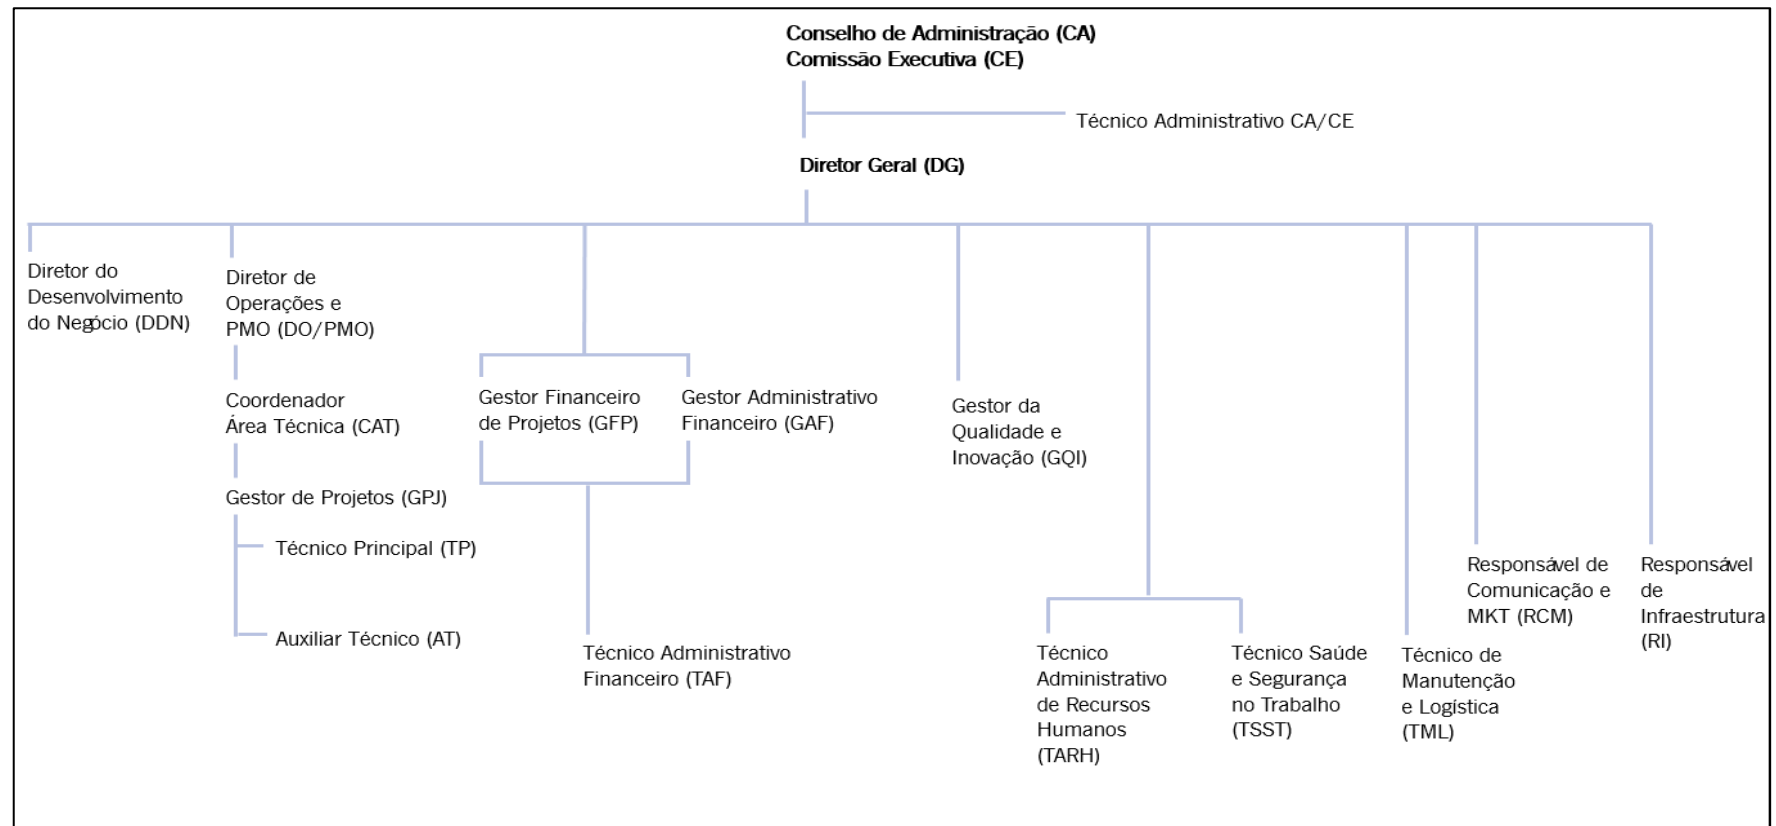 Conselho de Administração (CA)
Comissão Executiva (CE)
Técnico Administrativo CA/CE
Diretor Geral (DG)
Diretor do
Desenvolvimento
do Negócio (DDN)
Diretor de
Operações e
PMO (DO/PMO)
Coordenador
Área Técnica (CAT)
Gestor de Projetos (GPJ)
Técnico Principal (TP)
Auxiliar Técnico (AT)
Gestor Financeiro
de Projetos (GFP)
Gestor Administrativo
Financeiro (GAF)
Técnico Administrativo
Financeiro (TAF)
Gestor da
Qualidade e
Inovação (GQI)
Técnico
Administrativo
de Recursos
Humanos
(TARH)
Técnico Saúde
e Segurança
no Trabalho
(TSST)
Técnico de
Manutenção
e Logística
(TML)
Responsável de
Comunicação e
MKT (RCM)
Responsável
de
Infraestrutura
(RI)